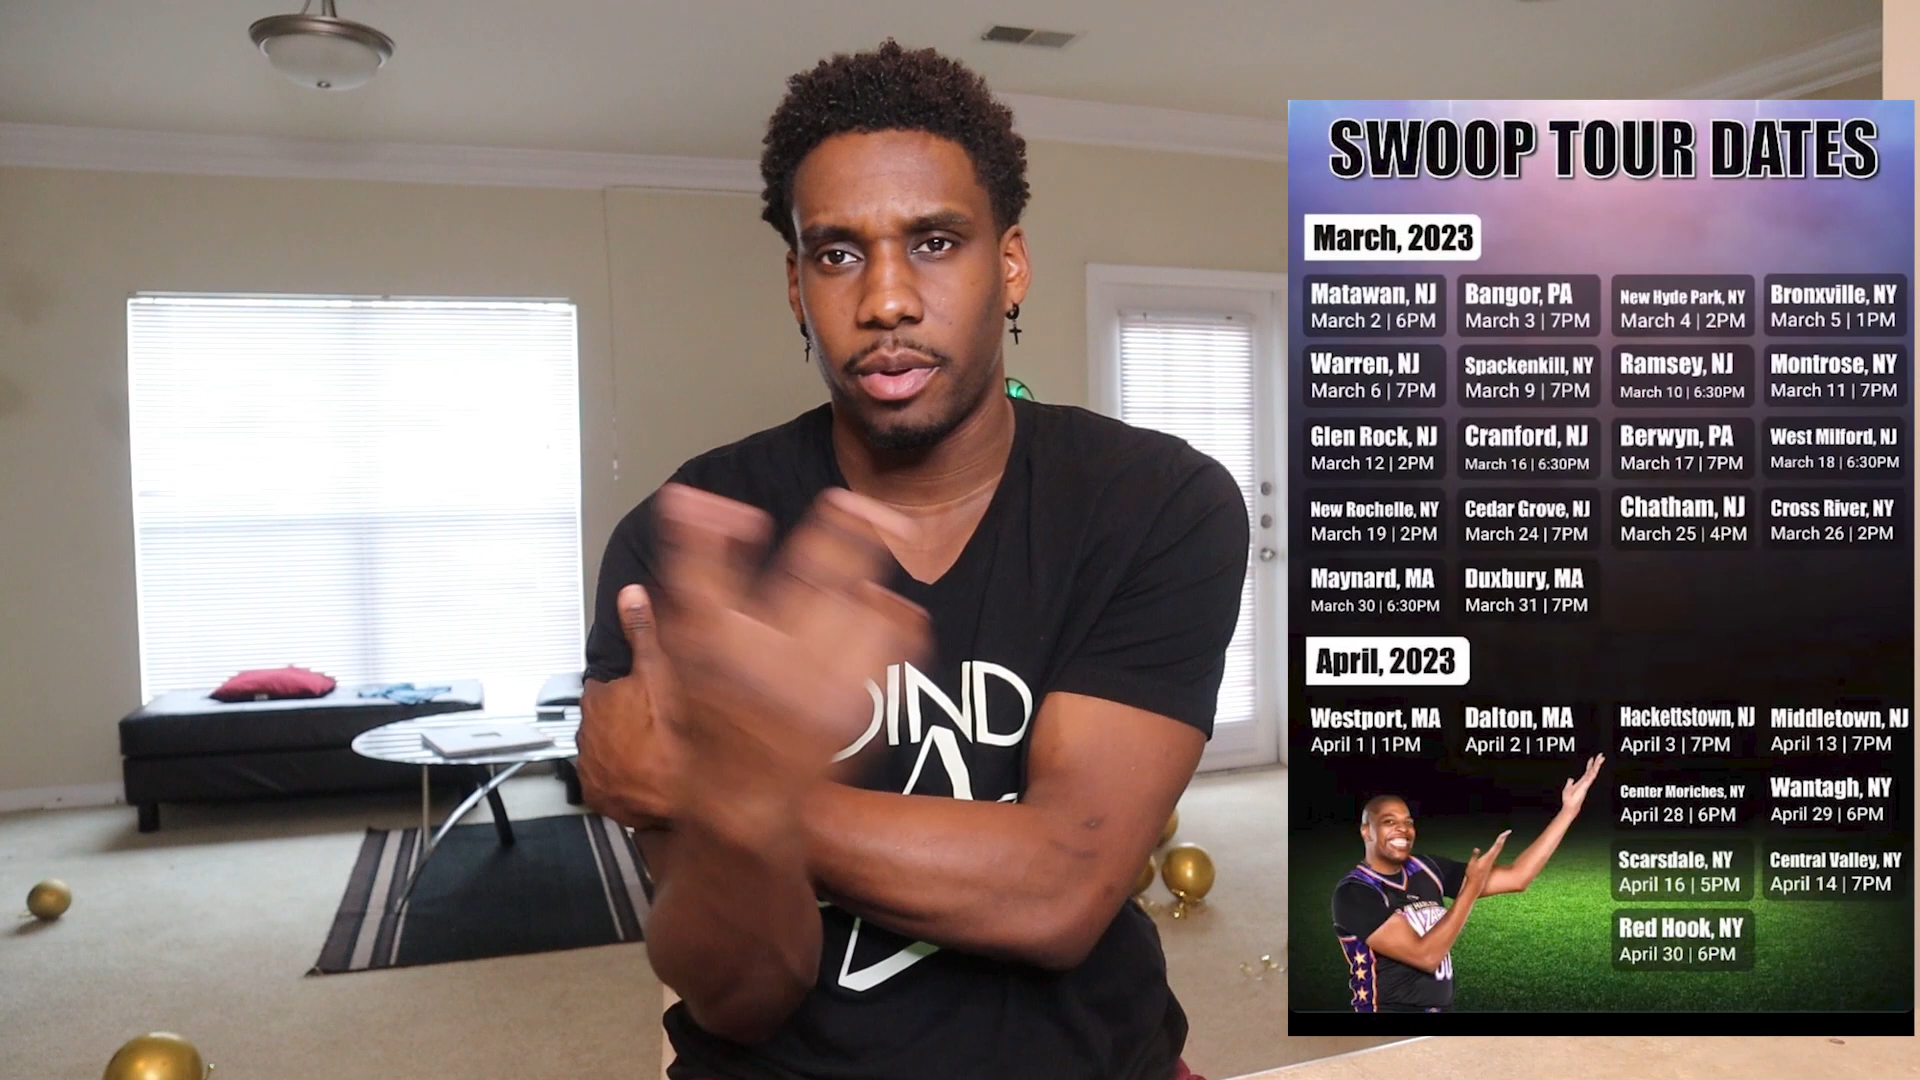 SWOOP TOUR DATES
March, 2023
Matawan, NJ
March 2 | 6PM
Bangor, PA
March 3 | 7PM
New Hyde Park, NY
March 4 | 2PM
Bronxville, NY
March 5 | 1PM
Warren, NJ
March 6 | 7PM
Spackenkill, NY
March 9 | 7PM
Ramsey, NJ
March 10 | 6:30PM
Montrose, NY
March 11 | 7PM
Glen Rock, NJ
March 12 | 2PM
Cranford, NJ
March 16 | 6:30PM
Berwyn, PA
March 17 | 7PM
West Milford, NJ
March 18 | 6:30PM
New Rochelle, NY
March 19 | 2PM
Cedar Grove, NJ
March 24 | 7PM
Chatham, NJ
March 25 | 4PM
Cross River, NY
March 26 | 2PM
Maynard, MA
March 30 | 6:30PM
Duxbury, MA
March 31 | 7PM
April, 2023
Westport, MA
April 1 | 1PM
Dalton, MA
April 2 | 1PM
Hackettstown, NJ
April 3 | 7PM
Middletown, NJ
April 13 | 7PM
Center Moriches, NY
April 28 | 6PM
Wantagh, NY
April 29 | 6PM
Scarsdale, NY
April 16 | 5PM
Central Valley, NY
April 14 | 7PM
Red Hook, NY
April 30 | 6PM